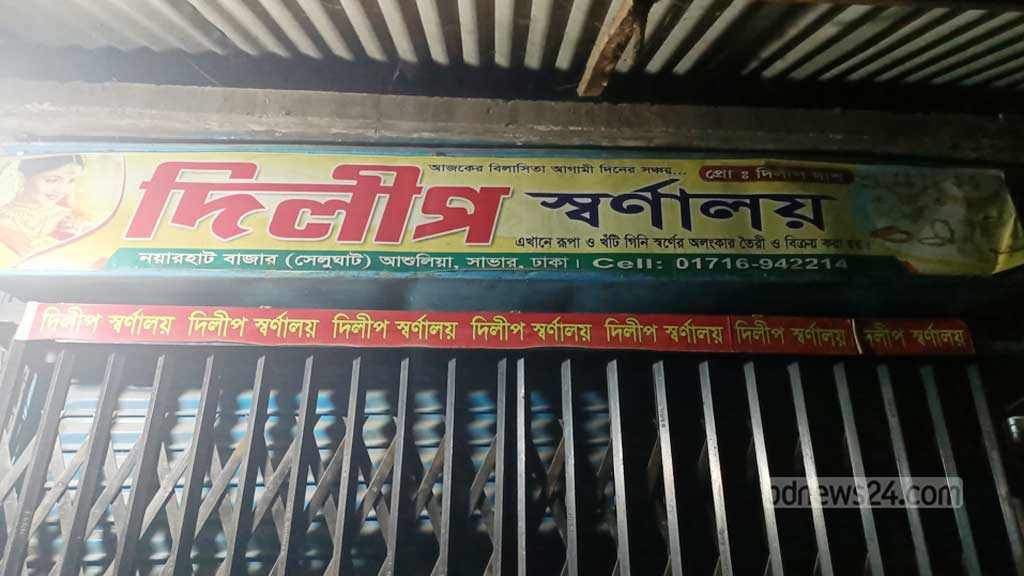 আজকের বিলাসিতা আগামী দিনের সঞ্চয়...
প্রো ঃ দিলীপ দাশ
দিলীপ স্বর্ণালয়
এখানে রূপা ও খাঁটি গিনি স্বর্ণের অলংকার তৈরী ও বিক্রয় করা হয়।
নয়ারহাট বাজার (সেলুঘাট) আশুলিয়া, সাভার, ঢাকা। Cell: 01716-942214
দিলীপ স্বর্ণালয় দিলীপ স্বর্ণালয় দিলীপ স্বর্ণালয় দিলীপ স্বর্ণালয় দিলীপ স্বর্ণালয় দিলীপ স্বর্ণালয় দলীপ স্বর্ণালয়
bdnews24.com